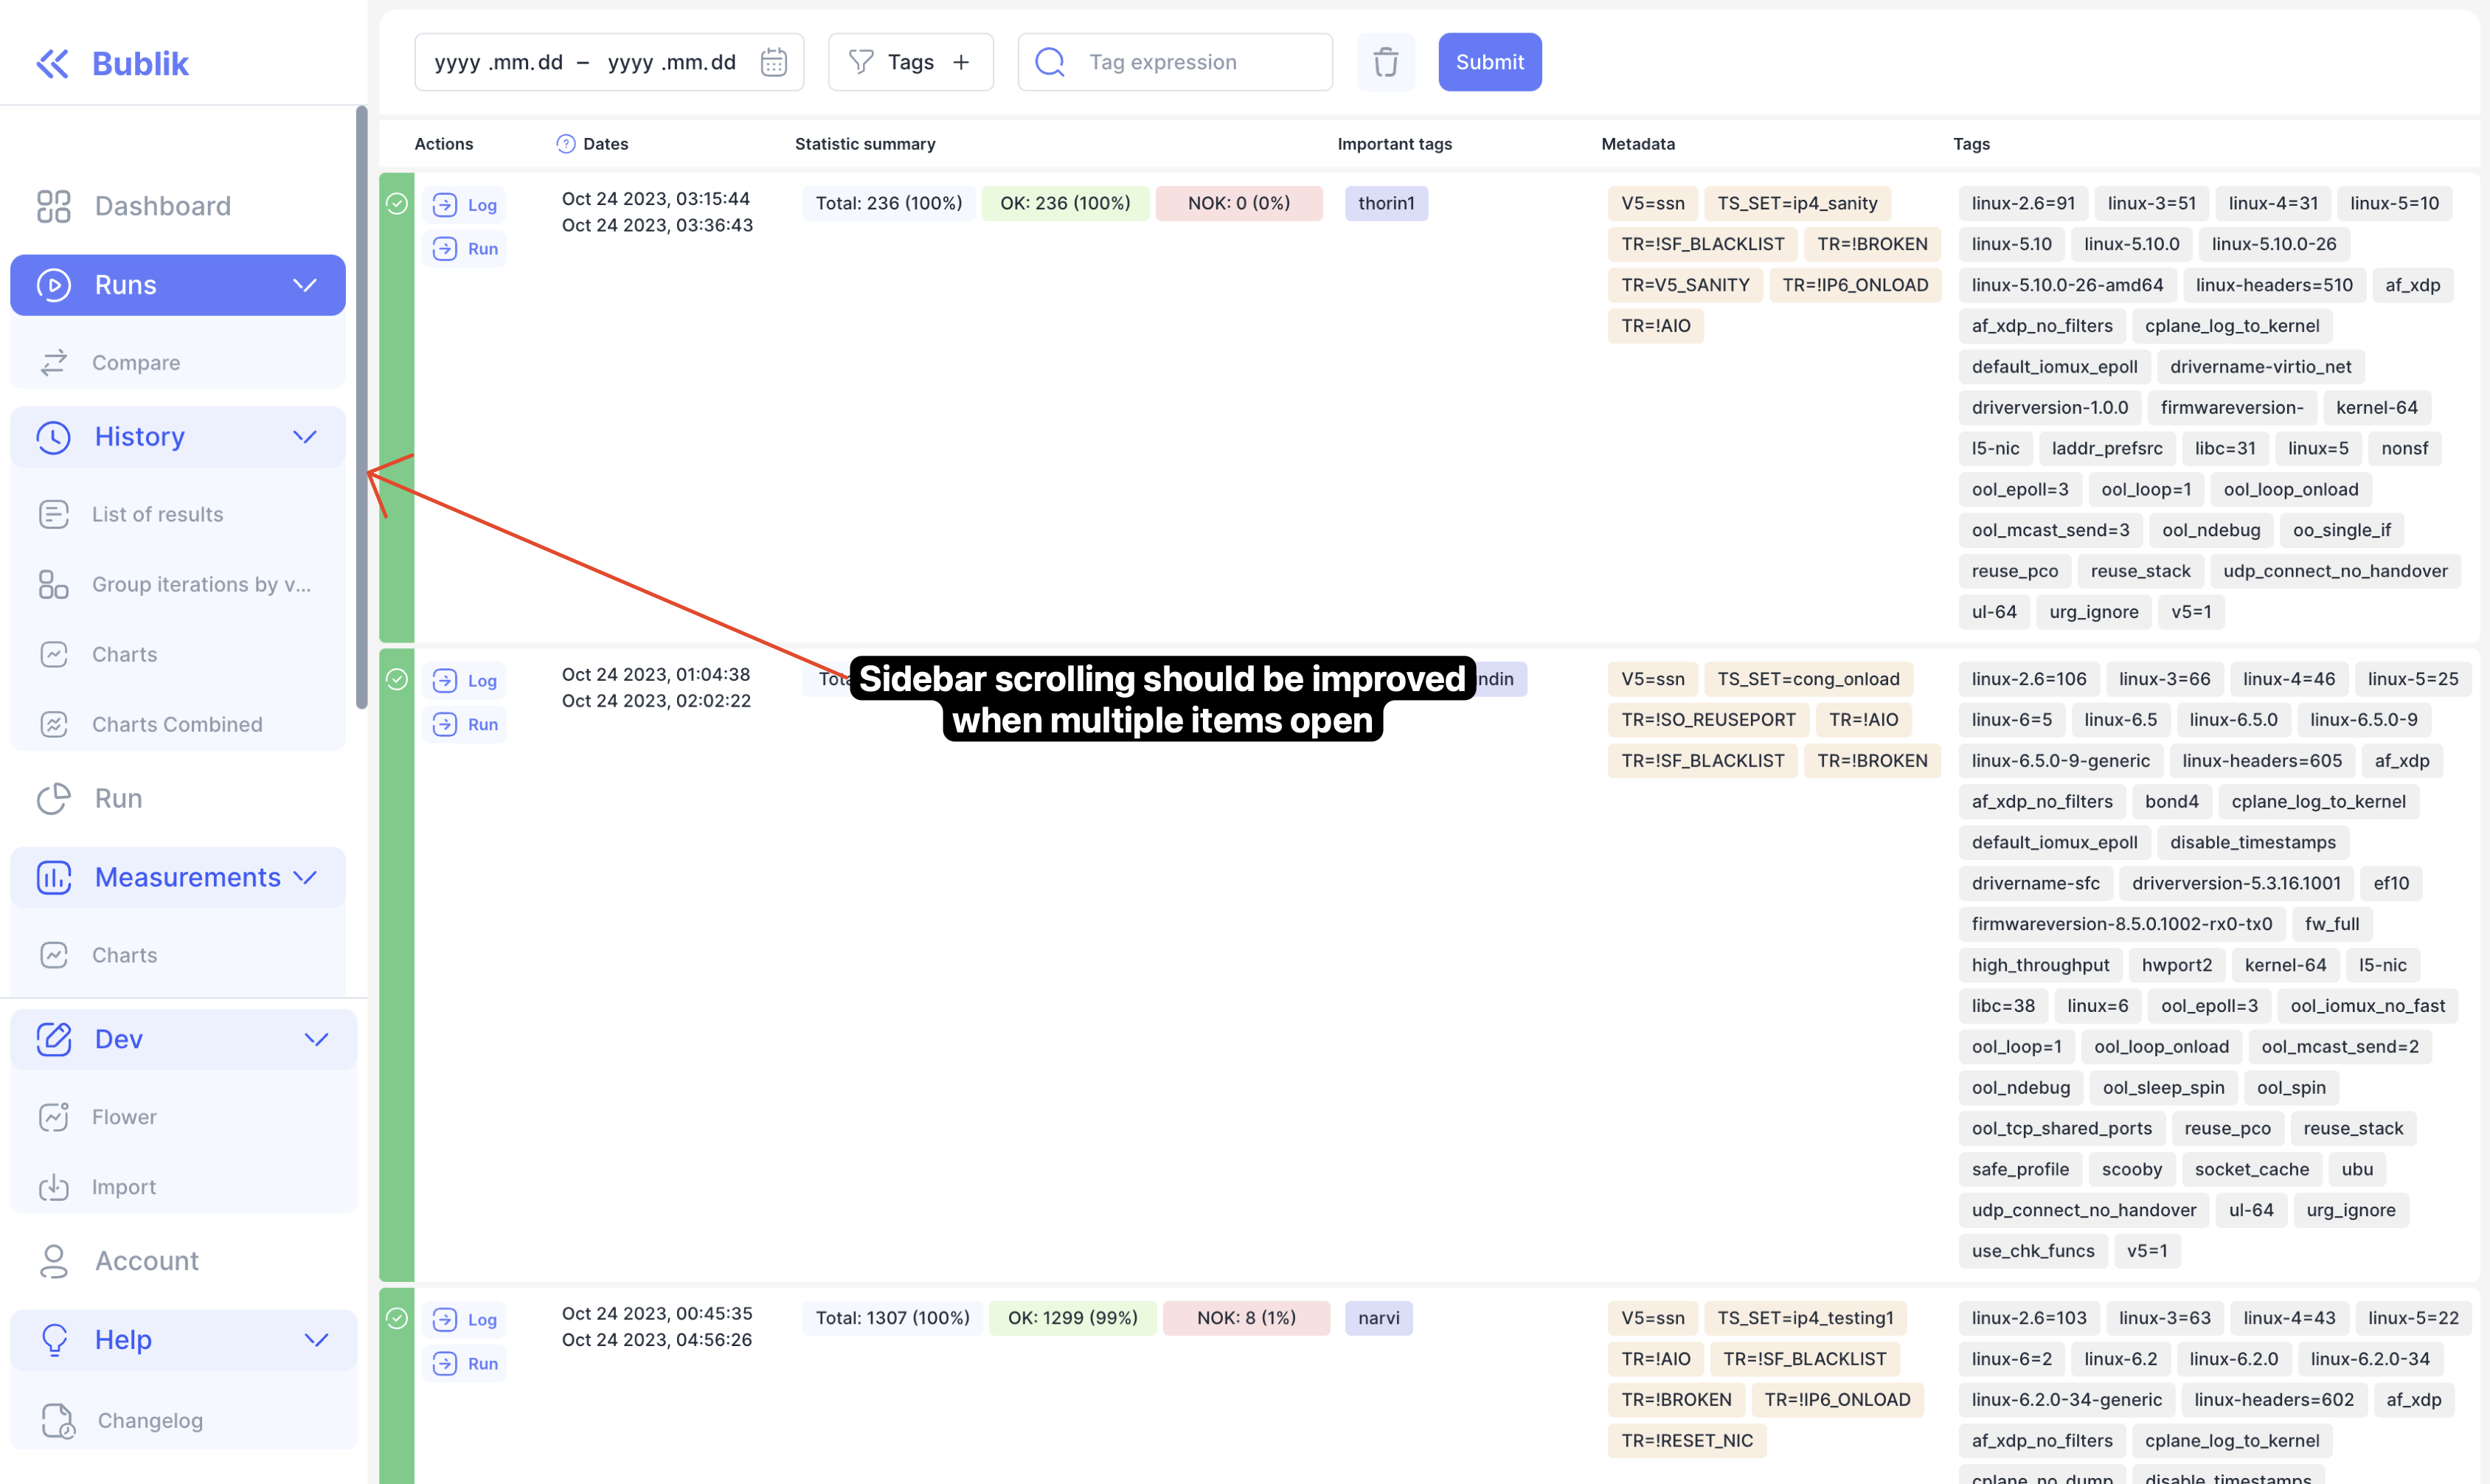 Bublik
Dashboard
Runs
Compare
History
List of results
Group iterations by v...
Charts
Charts Combined
Run
Measurements
Charts
Dev
Flower
Import
Account
Help
Changelog
yyyy .mm.dd – yyyy .mm.dd
Tags +
Tag expression
Submit
Actions ? Dates Statistic summary Important tags Metadata Tags
Log
Run
Oct 24 2023, 03:15:44
Oct 24 2023, 03:36:43
Total: 236 (100%) OK: 236 (100%) NOK: 0 (0%)
thorin1
V5=ssn TS_SET=ip4_sanity
TR=!SF_BLACKLIST TR=!BROKEN
TR=V5_SANITY TR=!IP6_ONLOAD
TR=!AIO
linux-2.6=91 linux-3=51 linux-4=31 linux-5=10
linux-5.10 linux-5.10.0 linux-5.10.0-26
linux-5.10.0-26-amd64 linux-headers=510 af_xdp
af_xdp_no_filters cplane_log_to_kernel
default_iomux_epoll drivername-virtio_net
driverversion-1.0.0 firmwareversion- kernel-64
l5-nic laddr_prefsrc libc=31 linux=5 nonsf
ool_epoll=3 ool_loop=1 ool_loop_onload
ool_mcast_send=3 ool_ndebug oo_single_if
reuse_pco reuse_stack udp_connect_no_handover
ul-64 urg_ignore v5=1
Log
Run
Oct 24 2023, 01:04:38
Oct 24 2023, 02:02:22
Sidebar scrolling should be improved
when multiple items open
V5=ssn TS_SET=cong_onload
TR=!SO_REUSEPORT TR=!AIO
TR=!SF_BLACKLIST TR=!BROKEN
linux-2.6=106 linux-3=66 linux-4=46 linux-5=25
linux-6=5 linux-6.5 linux-6.5.0 linux-6.5.0-9
linux-6.5.0-9-generic linux-headers=605 af_xdp
af_xdp_no_filters bond4 cplane_log_to_kernel
default_iomux_epoll disable_timestamps
drivername-sfc driverversion-5.3.16.1001 ef10
firmwareversion-8.5.0.1002-rx0-tx0 fw_full
high_throughput hwport2 kernel-64 l5-nic
libc=38 linux=6 ool_epoll=3 ool_iomux_no_fast
ool_loop=1 ool_loop_onload ool_mcast_send=2
ool_ndebug ool_sleep_spin ool_spin
ool_tcp_shared_ports reuse_pco reuse_stack
safe_profile scooby socket_cache ubu
udp_connect_no_handover ul-64 urg_ignore
use_chk_funcs v5=1
Log
Run
Oct 24 2023, 00:45:35
Oct 24 2023, 04:56:26
Total: 1307 (100%) OK: 1299 (99%) NOK: 8 (1%)
narvi
V5=ssn TS_SET=ip4_testing1
TR=!AIO TR=!SF_BLACKLIST
TR=!BROKEN TR=!IP6_ONLOAD
TR=!RESET_NIC
linux-2.6=103 linux-3=63 linux-4=43 linux-5=22
linux-6=2 linux-6.2 linux-6.2.0 linux-6.2.0-34
linux-6.2.0-34-generic linux-headers=602 af_xdp
af_xdp_no_filters cplane_log_to_kernel
cplane_no_dump disable_timestamps